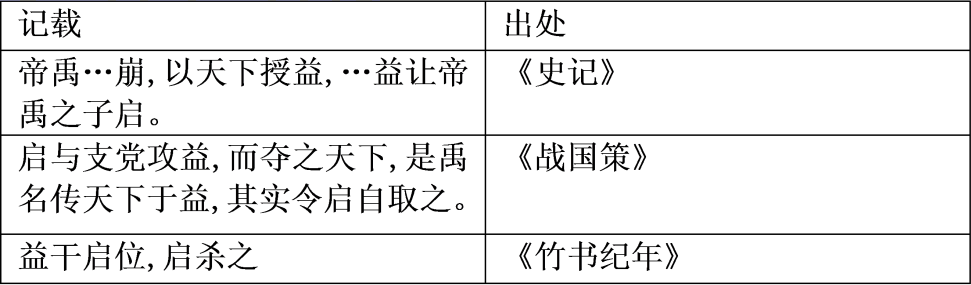 记载 出处
帝禹…崩,以天下授益,…益让帝 《史记》
禹之子启。
启与支党攻益,而夺之天下,是禹 《战国策》
名传天下于益,其实令启自取之。
益干启位,启杀之 《竹书纪年》